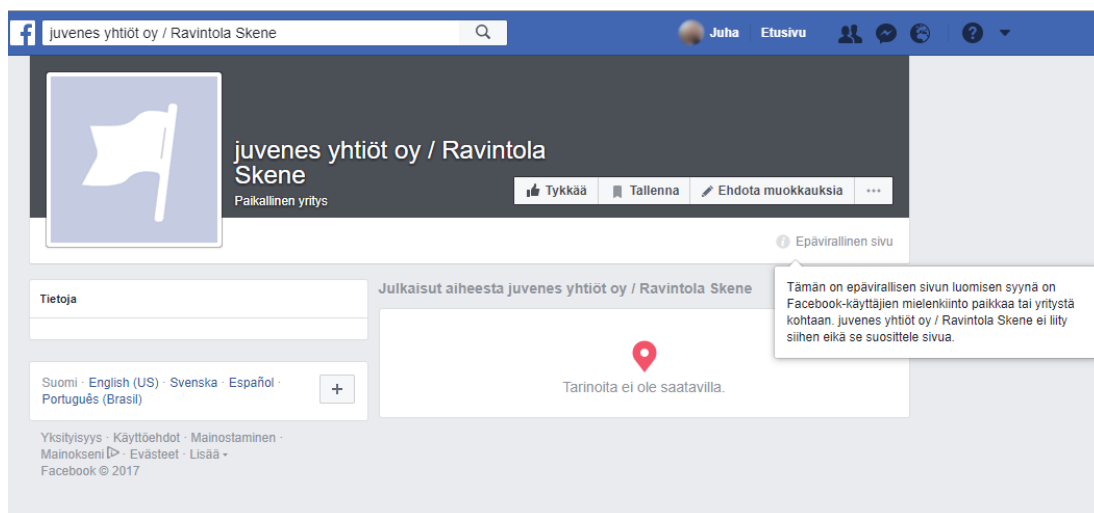 juvenes yhtiöt oy / Ravintola Skene
Juha Etusivu
juvenes yhtiöt oy / Ravintola
Skene
Paikallinen yritys
Tykkää Tallenna Ehdota muokkauksia ...
Epävirallinen sivu
Tämän on epävirallisen sivun luomisen syynä on
Facebook-käyttäjien mielenkiinto paikkaa tai yritystä
kohtaan. juvenes yhtiöt oy / Ravintola Skene ei liity
siihen eikä se suosittele sivua.
Tietoja
Julkaisut aiheesta juvenes yhtiöt oy / Ravintola Skene
Tarinoita ei ole saatavilla.
Suomi · English (US) · Svenska · Español ·
Português (Brasil)
Yksityisyys · Käyttöehdot · Mainostaminen ·
Mainokseni · Evästeet · Lisää
Facebook © 2017